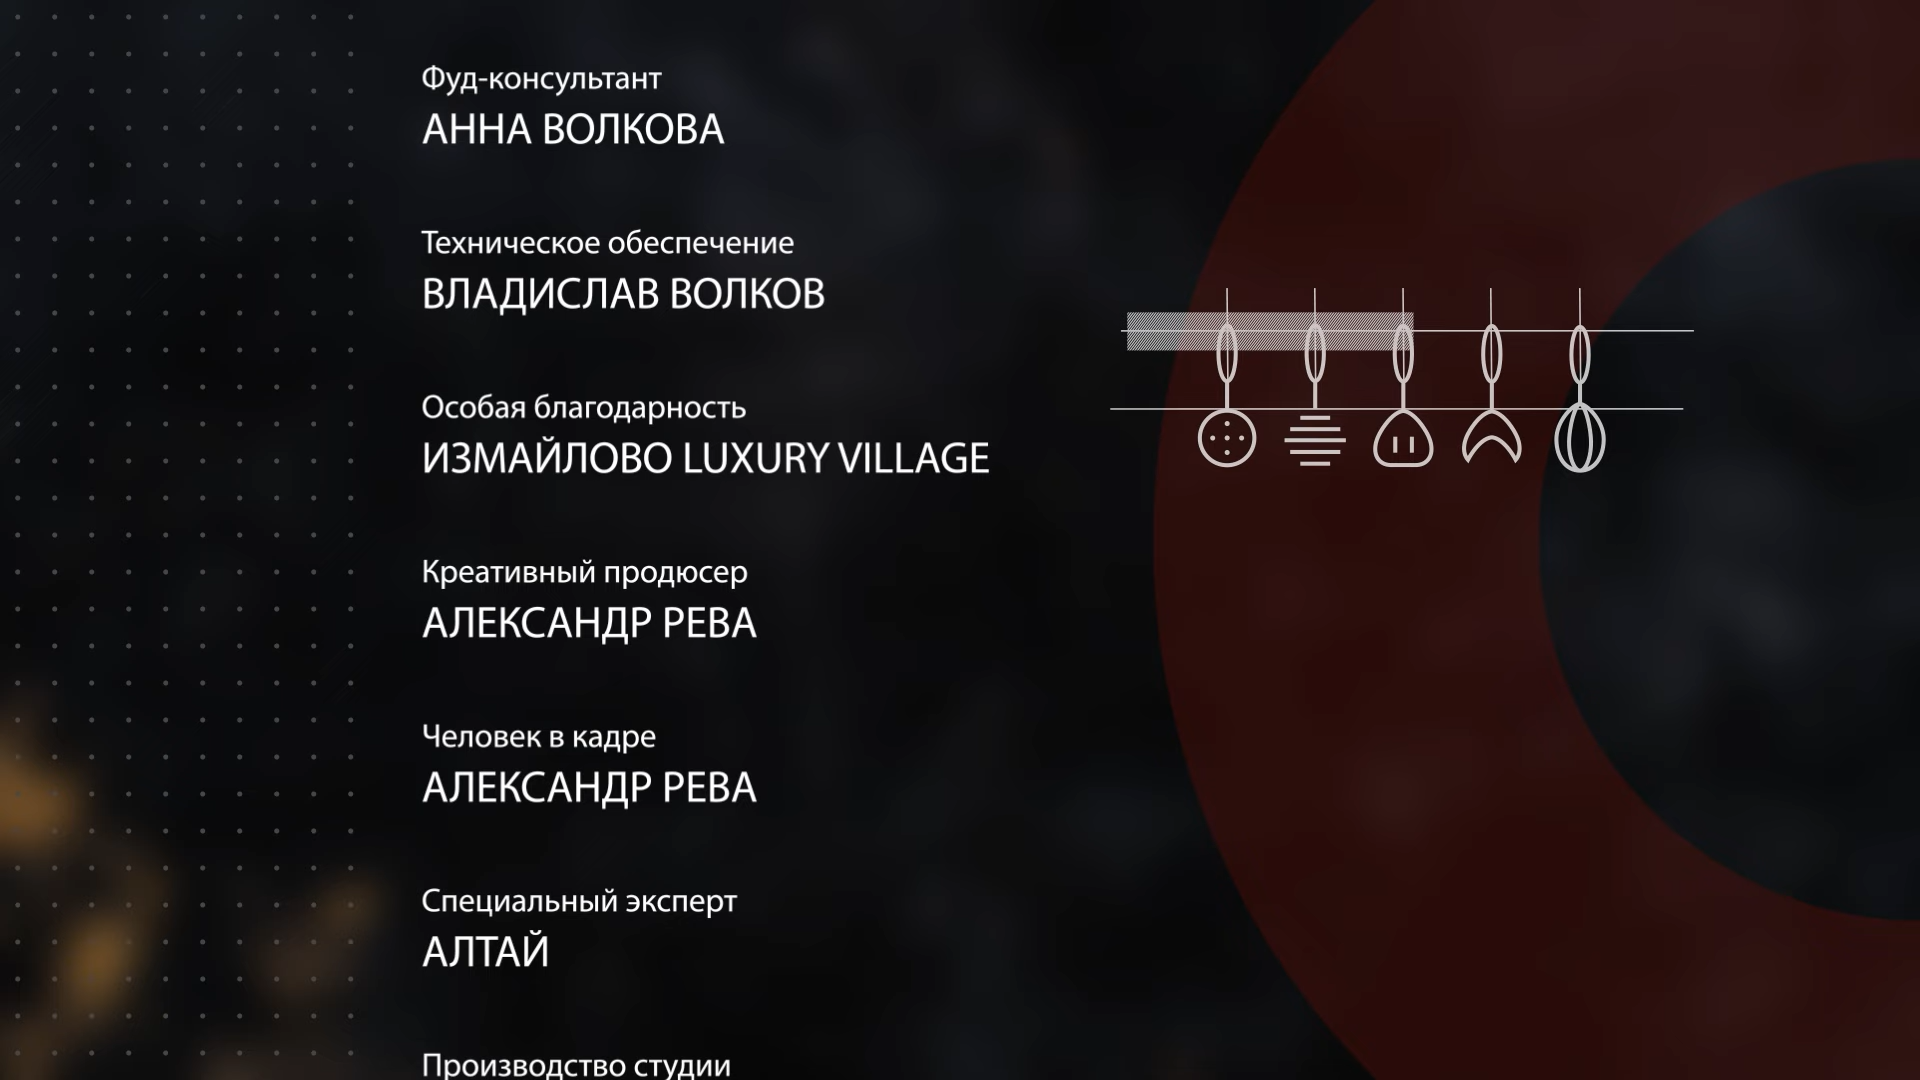 Фуд-консультант
АННА ВОЛКОВА
Техническое обеспечение
ВЛАДИСЛАВ ВОЛКОВ
Особая благодарность
ИЗМАЙЛОВО LUXURY VILLAGE
Креативный продюсер
АЛЕКСАНДР РЕВА
Человек в кадре
АЛЕКСАНДР РЕВА
Специальный эксперт
АЛТАЙ
Производство студии